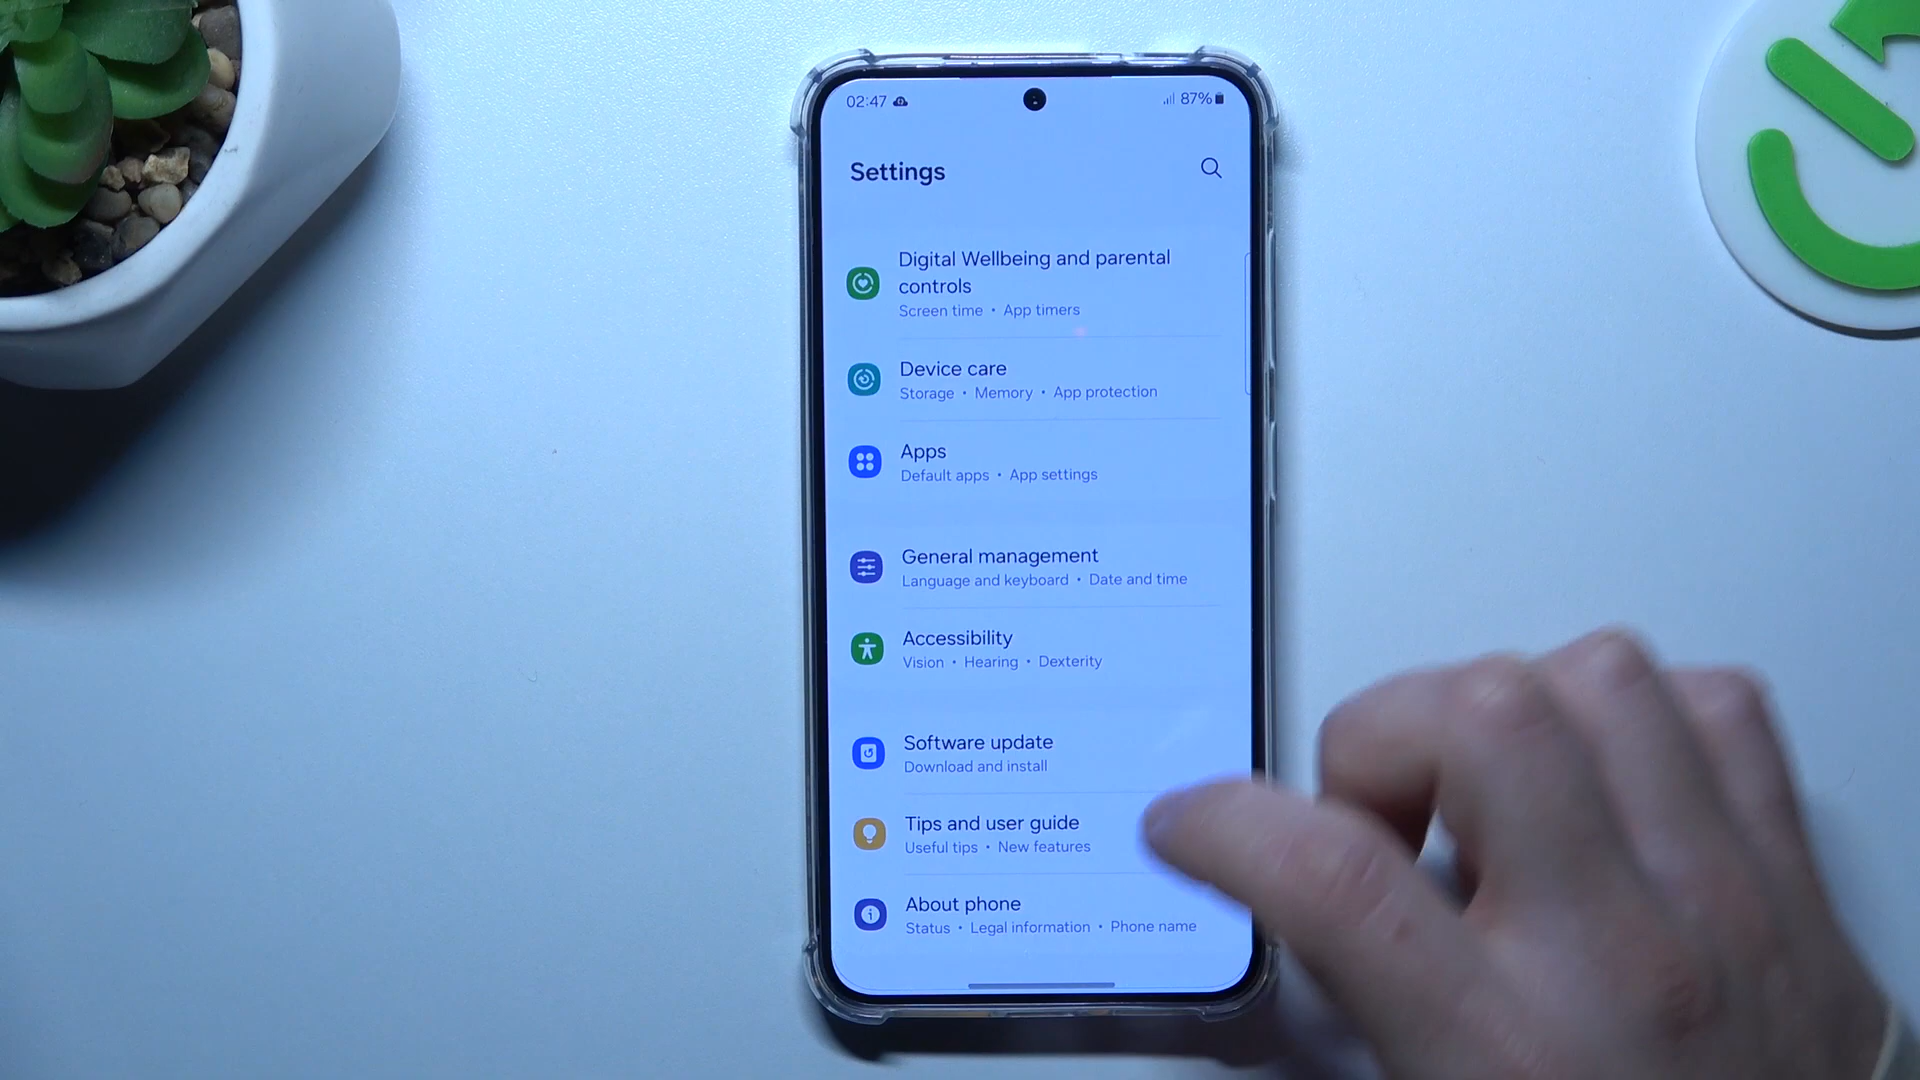 02:47
87%
Settings
Digital Wellbeing and parental
controls
Screen time • App timers
Device care
Storage • Memory • App protection
Apps
Default apps • App settings
General management
Language and keyboard • Date and time
Accessibility
Vision • Hearing • Dexterity
Software update
Download and install
Tips and user guide
Useful tips • New features
About phone
Status • Legal information • Phone name